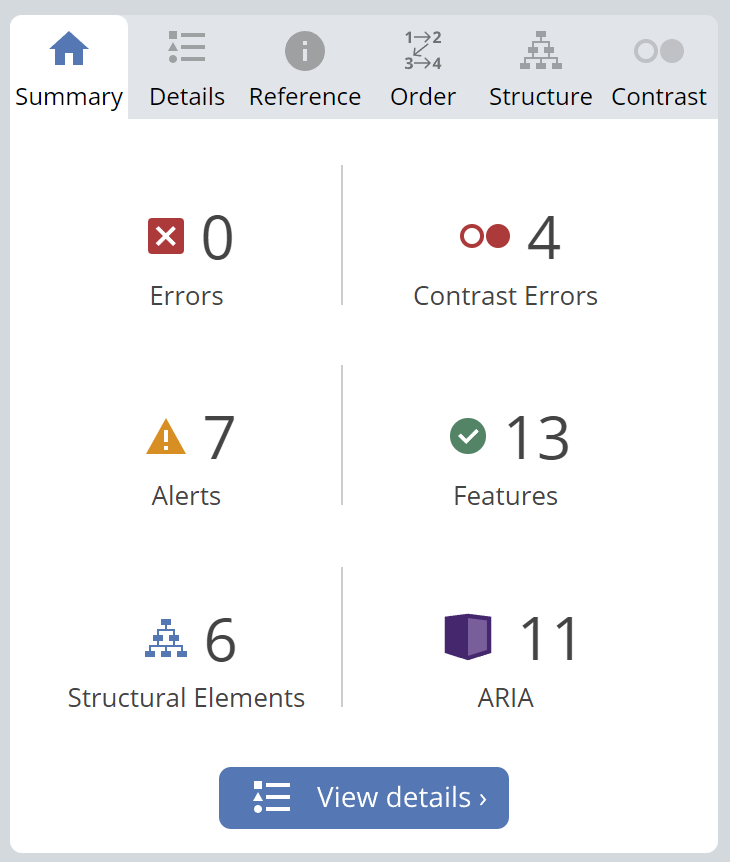 Summary
Details
Reference
1→2
3→4
Order
Structure
Contrast
0
Errors
4
Contrast Errors
7
Alerts
13
Features
6
Structural Elements
11
ARIA
View details ›